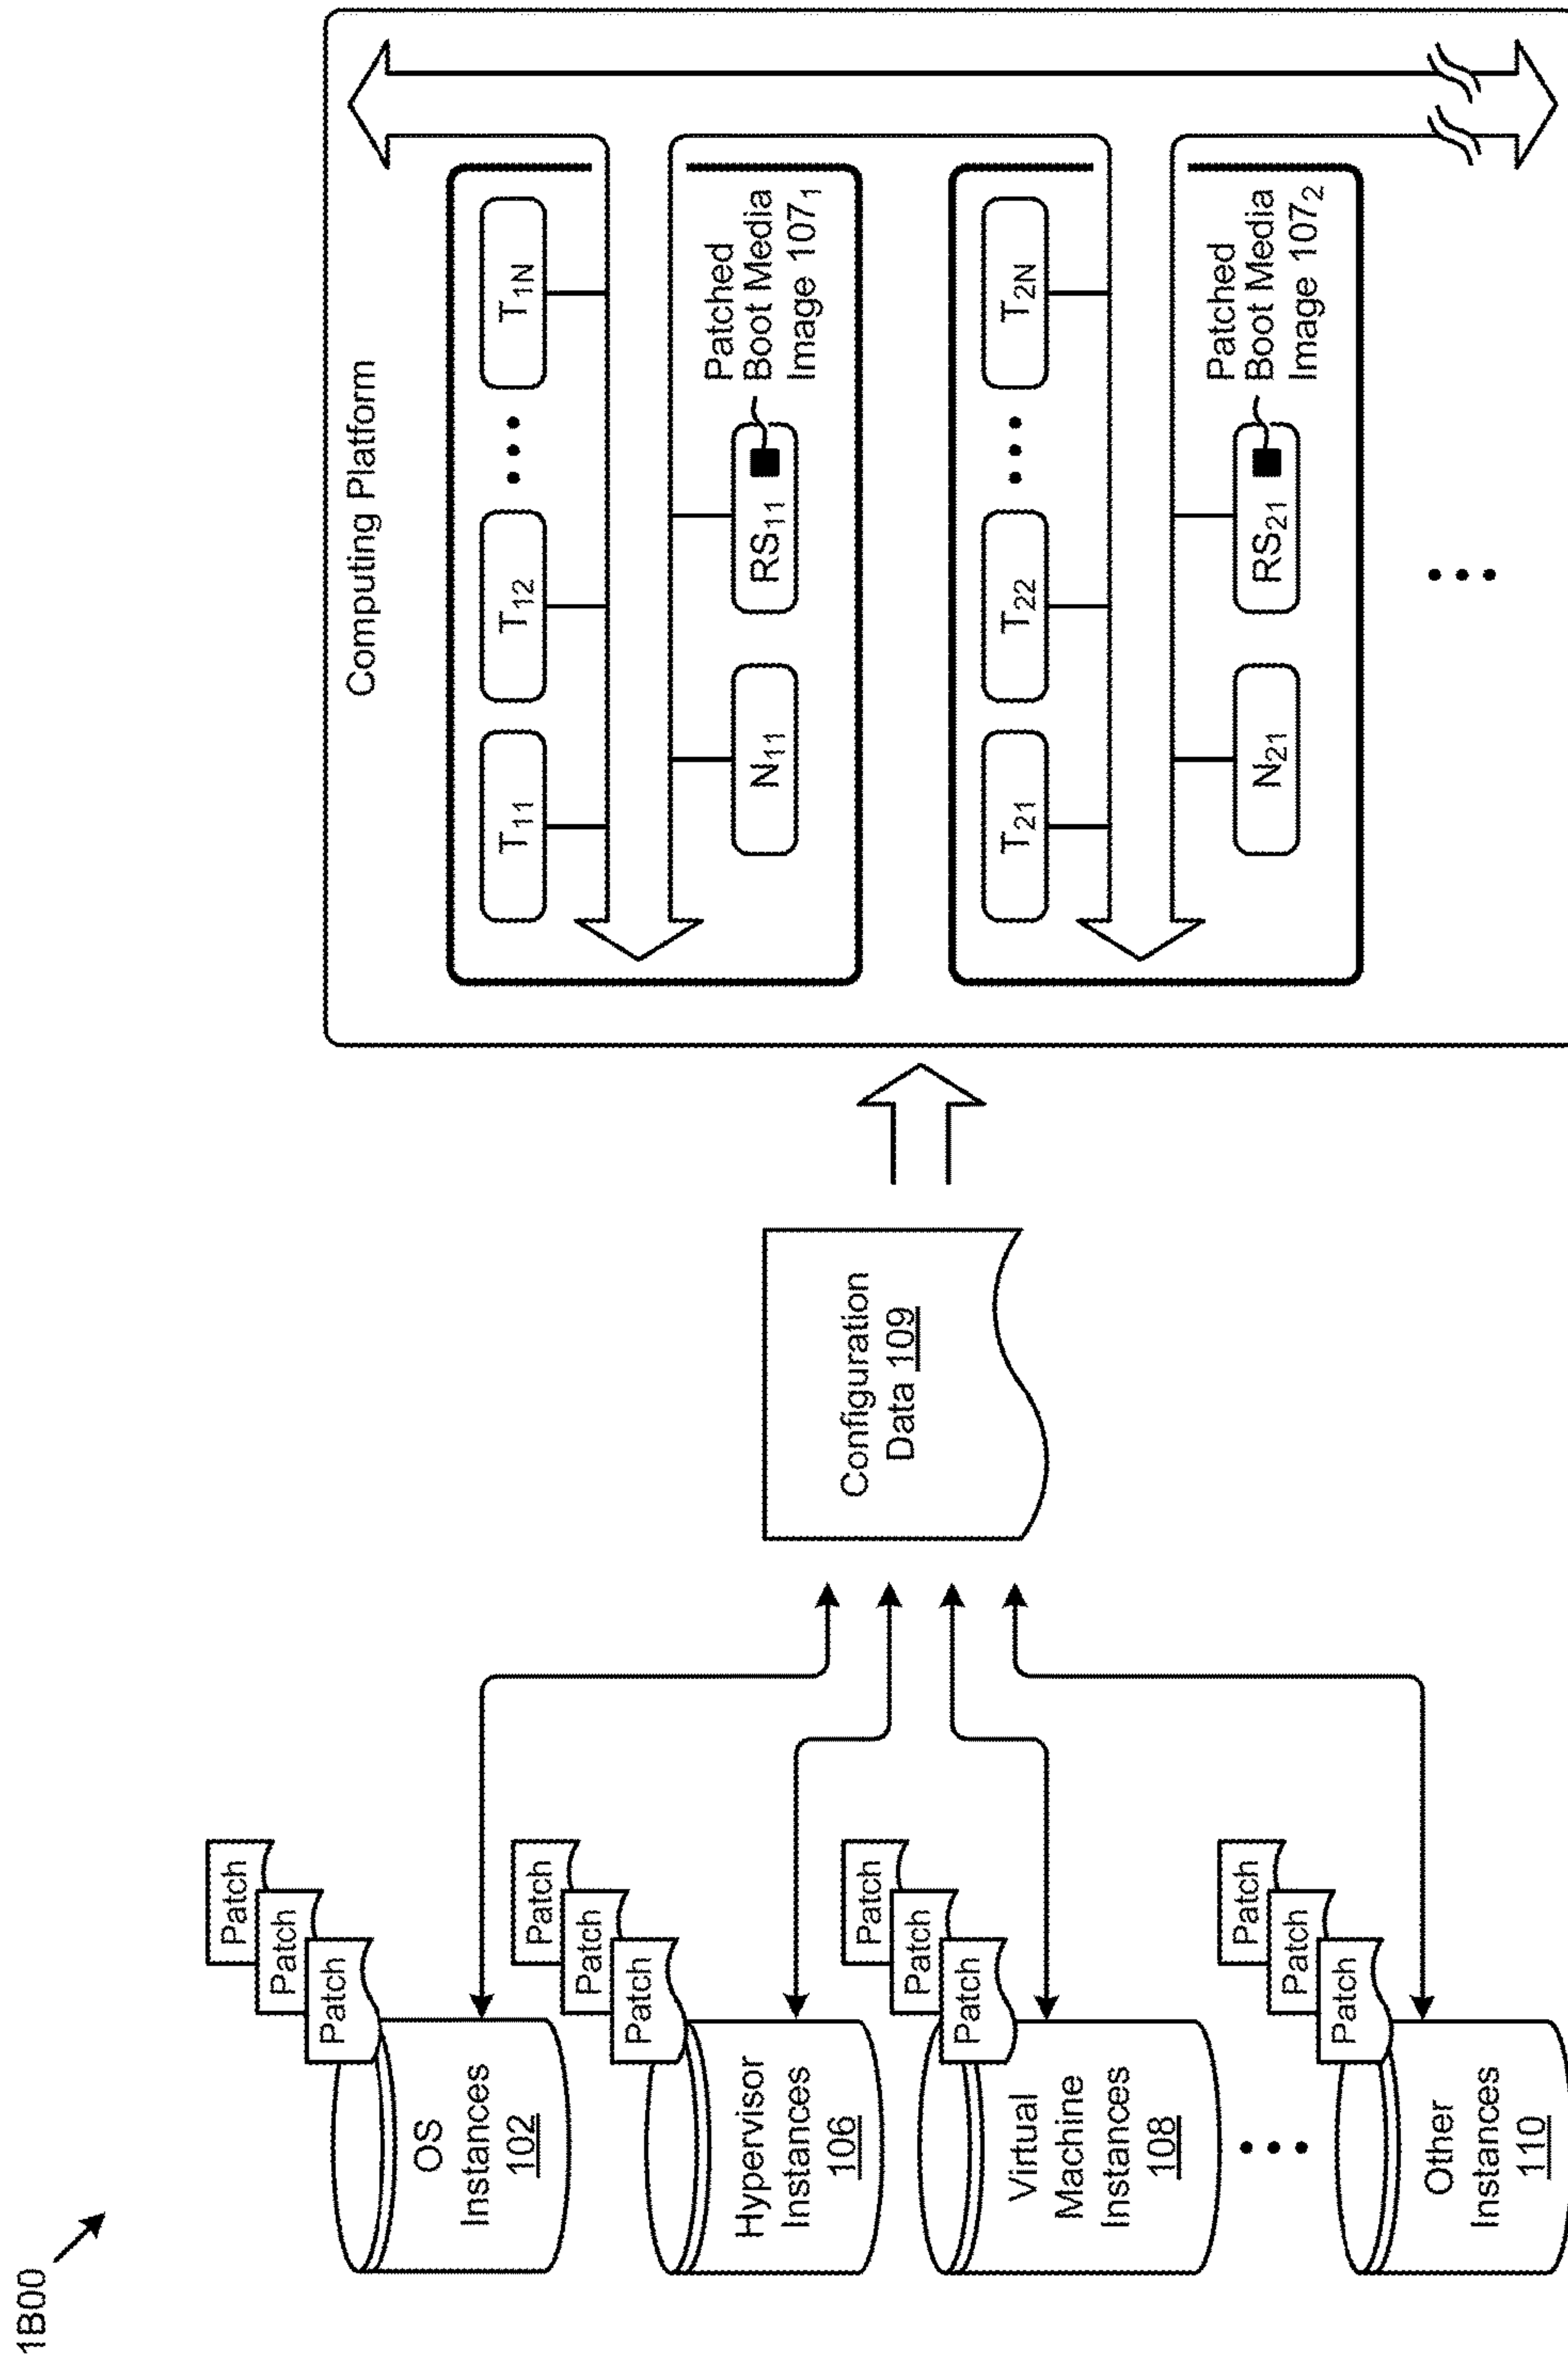 1B00
Patch
Patch
Patch
OS
Instances
102
Patch
Patch
Patch
Hypervisor
Instances
106
Patch
Patch
Patch
Virtual
Machine
Instances
108
Patch
Patch
Patch
Other
Instances
110
Configuration
Data 109
Computing Platform
T11
T12
T1N
N11
RS11
Patched
Boot Media
Image 1071
T21
T22
T2N
N21
RS21
Patched
Boot Media
Image 1072